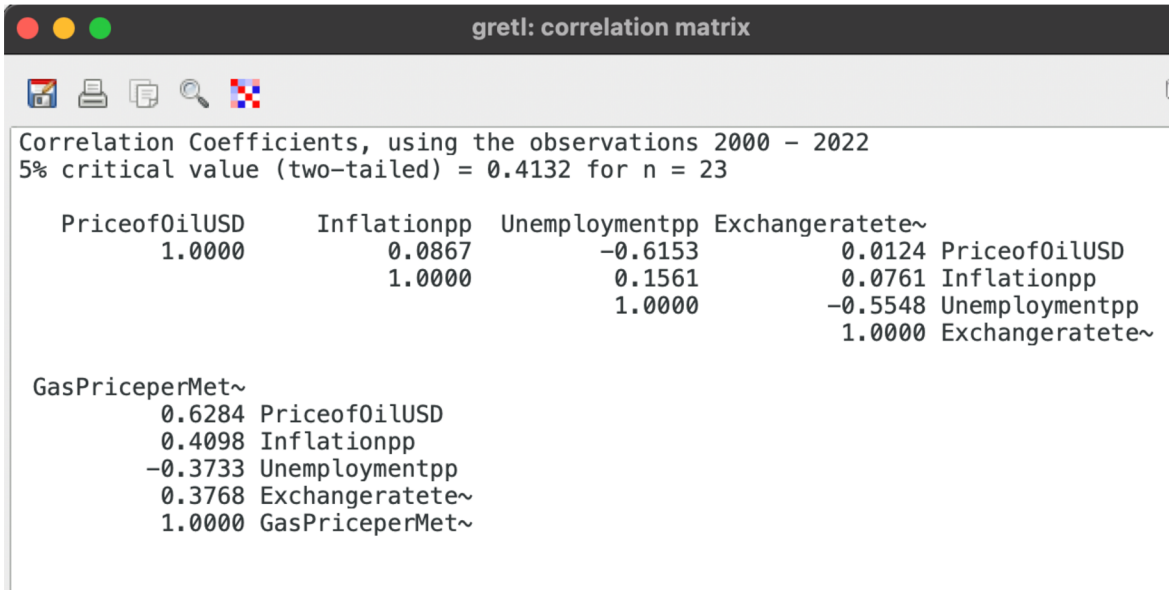 gretl: correlation matrix
Correlation Coefficients, using the observations 2000 – 2022
5% critical value (two-tailed) = 0.4132 for n = 23
PriceofOilUSD Inflationpp Unemploymentpp Exchangeratete~
1.0000 0.0867 −0.6153 0.0124 PriceofOilUSD
1.0000 0.1561 0.0761 Inflationpp
1.0000 −0.5548 Unemploymentpp
1.0000 Exchangeratete~
GasPriceperMet~
0.6284 PriceofOilUSD
0.4098 Inflationpp
−0.3733 Unemploymentpp
0.3768 Exchangeratete~
1.0000 GasPriceperMet~